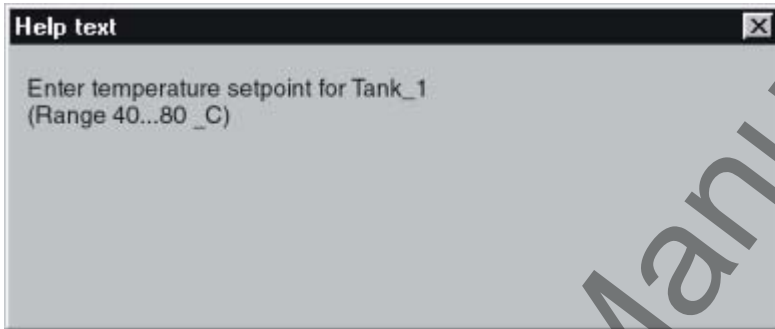 Help text
Enter temperature setpoint for Tank_1
(Range 40...80 _C)